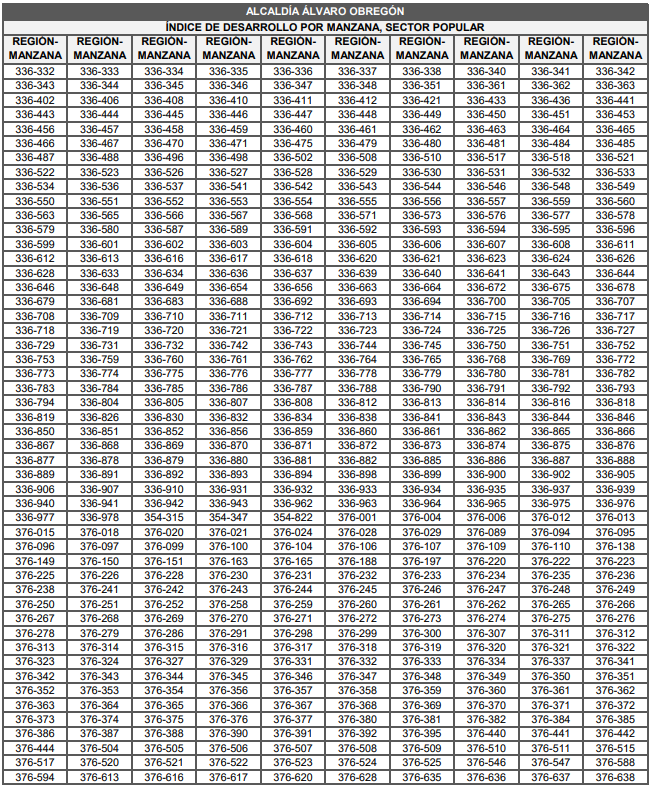 ALCALDÍA ÁLVARO OBREGÓN
ÍNDICE DE DESARROLLO POR MANZANA, SECTOR POPULAR
REGIÓN-MANZANA REGIÓN-MANZANA REGIÓN-MANZANA REGIÓN-MANZANA REGIÓN-MANZANA REGIÓN-MANZANA REGIÓN-MANZANA REGIÓN-MANZANA REGIÓN-MANZANA REGIÓN-MANZANA
336-332 336-333 336-334 336-335 336-336 336-337 336-338 336-340 336-341 336-342
336-343 336-344 336-345 336-346 336-347 336-348 336-351 336-361 336-362 336-363
336-402 336-406 336-408 336-410 336-411 336-412 336-421 336-433 336-436 336-441
336-443 336-444 336-445 336-446 336-447 336-448 336-449 336-450 336-451 336-453
336-456 336-457 336-458 336-459 336-460 336-461 336-462 336-463 336-464 336-465
336-466 336-467 336-470 336-471 336-475 336-479 336-480 336-481 336-484 336-485
336-487 336-488 336-496 336-498 336-502 336-508 336-510 336-517 336-518 336-521
336-522 336-523 336-526 336-527 336-528 336-529 336-530 336-531 336-532 336-533
336-534 336-536 336-537 336-541 336-542 336-543 336-544 336-546 336-548 336-549
336-550 336-551 336-552 336-553 336-554 336-555 336-556 336-557 336-559 336-560
336-563 336-565 336-566 336-567 336-568 336-571 336-573 336-576 336-577 336-578
336-579 336-580 336-587 336-589 336-591 336-592 336-593 336-594 336-595 336-596
336-599 336-601 336-602 336-603 336-604 336-605 336-606 336-607 336-608 336-611
336-612 336-613 336-616 336-617 336-618 336-620 336-621 336-623 336-624 336-626
336-628 336-633 336-634 336-636 336-637 336-639 336-640 336-641 336-643 336-644
336-646 336-648 336-649 336-654 336-656 336-663 336-664 336-672 336-675 336-678
336-679 336-681 336-683 336-688 336-692 336-693 336-694 336-700 336-705 336-707
336-708 336-709 336-710 336-711 336-712 336-713 336-714 336-715 336-716 336-717
336-718 336-719 336-720 336-721 336-722 336-723 336-724 336-725 336-726 336-727
336-729 336-731 336-732 336-742 336-743 336-744 336-745 336-750 336-751 336-752
336-753 336-759 336-760 336-761 336-762 336-764 336-765 336-768 336-769 336-772
336-773 336-774 336-775 336-776 336-777 336-778 336-779 336-780 336-781 336-782
336-783 336-784 336-785 336-786 336-787 336-788 336-790 336-791 336-792 336-793
336-794 336-804 336-805 336-807 336-808 336-812 336-813 336-814 336-816 336-818
336-819 336-826 336-830 336-832 336-834 336-838 336-841 336-843 336-844 336-846
336-850 336-851 336-852 336-856 336-859 336-860 336-861 336-862 336-865 336-866
336-867 336-868 336-869 336-870 336-871 336-872 336-873 336-874 336-875 336-876
336-877 336-878 336-879 336-880 336-881 336-882 336-885 336-886 336-887 336-888
336-889 336-891 336-892 336-893 336-894 336-898 336-899 336-900 336-902 336-905
336-906 336-907 336-910 336-931 336-932 336-933 336-934 336-935 336-937 336-939
336-940 336-941 336-942 336-943 336-962 336-963 336-964 336-965 336-975 336-976
336-977 336-978 354-315 354-347 354-822 376-001 376-004 376-006 376-012 376-013
376-015 376-018 376-020 376-021 376-024 376-028 376-029 376-089 376-094 376-095
376-096 376-097 376-099 376-100 376-104 376-106 376-107 376-109 376-110 376-138
376-149 376-150 376-151 376-163 376-165 376-188 376-197 376-220 376-222 376-223
376-225 376-226 376-228 376-230 376-231 376-232 376-233 376-234 376-235 376-236
376-238 376-241 376-242 376-243 376-244 376-245 376-246 376-247 376-248 376-249
376-250 376-251 376-252 376-258 376-259 376-260 376-261 376-262 376-265 376-266
376-267 376-268 376-269 376-270 376-271 376-272 376-273 376-274 376-275 376-276
376-278 376-279 376-286 376-291 376-298 376-299 376-300 376-307 376-311 376-312
376-313 376-314 376-315 376-316 376-317 376-318 376-319 376-320 376-321 376-322
376-323 376-324 376-327 376-329 376-331 376-332 376-333 376-334 376-337 376-341
376-342 376-343 376-344 376-345 376-346 376-347 376-348 376-349 376-350 376-351
376-352 376-353 376-354 376-356 376-357 376-358 376-359 376-360 376-361 376-362
376-363 376-364 376-365 376-366 376-367 376-368 376-369 376-370 376-371 376-372
376-373 376-374 376-375 376-376 376-377 376-380 376-381 376-382 376-384 376-385
376-386 376-387 376-388 376-390 376-391 376-392 376-395 376-440 376-441 376-442
376-444 376-504 376-505 376-506 376-507 376-508 376-509 376-510 376-511 376-515
376-517 376-520 376-521 376-522 376-523 376-524 376-525 376-546 376-547 376-588
376-594 376-613 376-616 376-617 376-620 376-628 376-635 376-636 376-637 376-638